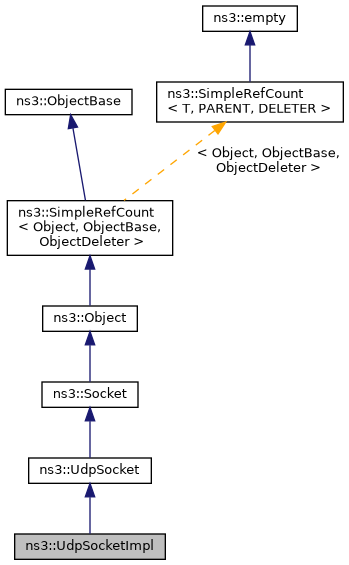 ns3::empty
ns3::ObjectBase
ns3::SimpleRefCount
< T, PARENT, DELETER >
< Object, ObjectBase,
ObjectDeleter >
ns3::SimpleRefCount
< Object, ObjectBase,
ObjectDeleter >
ns3::Object
ns3::Socket
ns3::UdpSocket
ns3::UdpSocketImpl